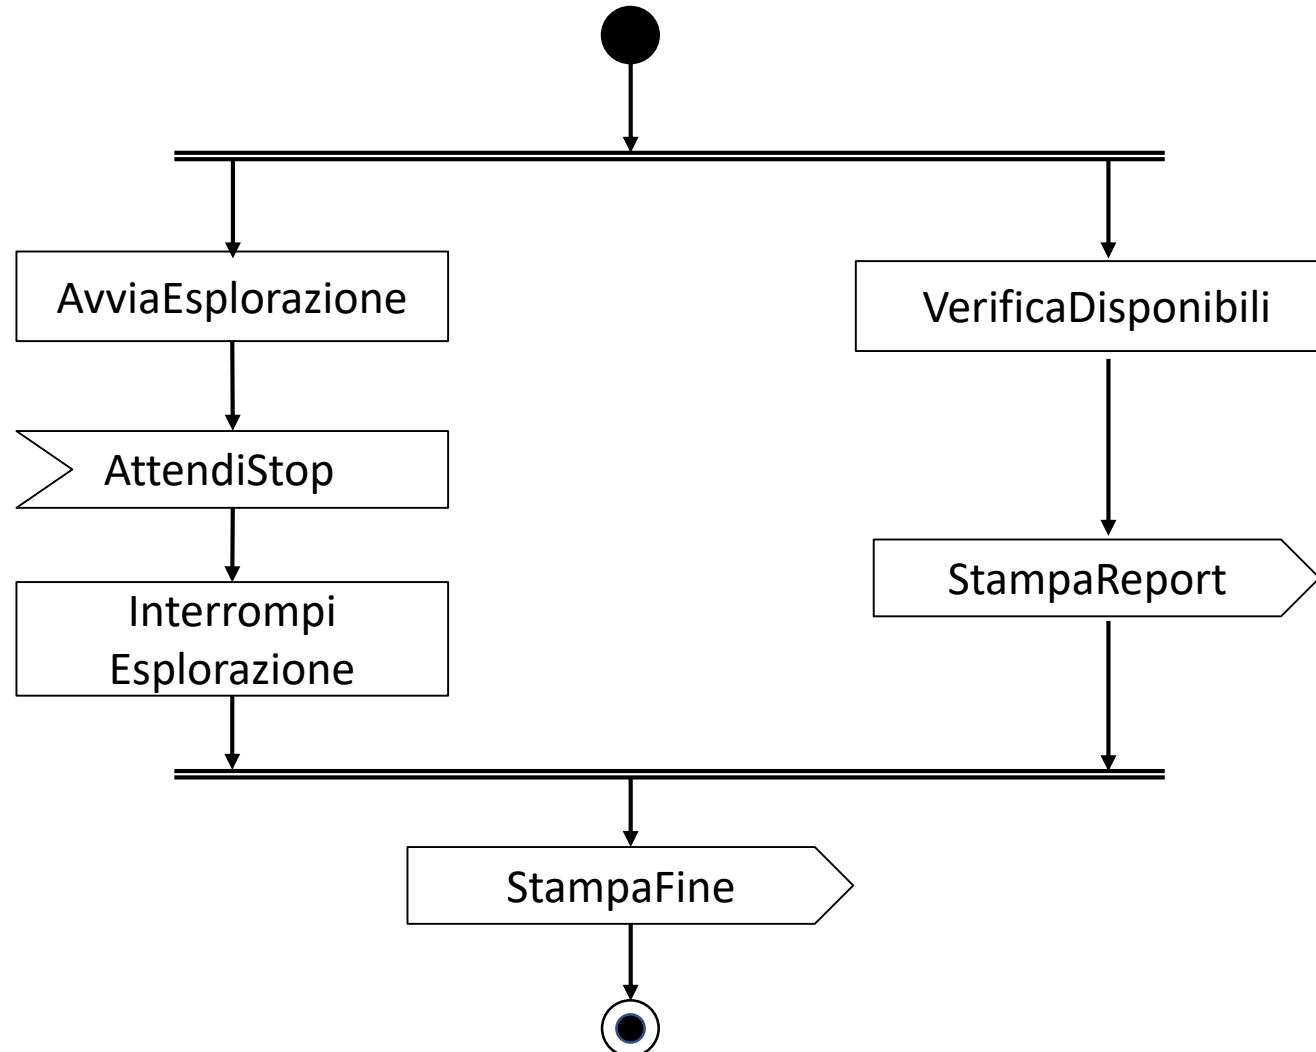 AvviaEsplorazione
VerificaDisponibili
AttendiStop
StampaReport
Interrompi
Esplorazione
StampaFine